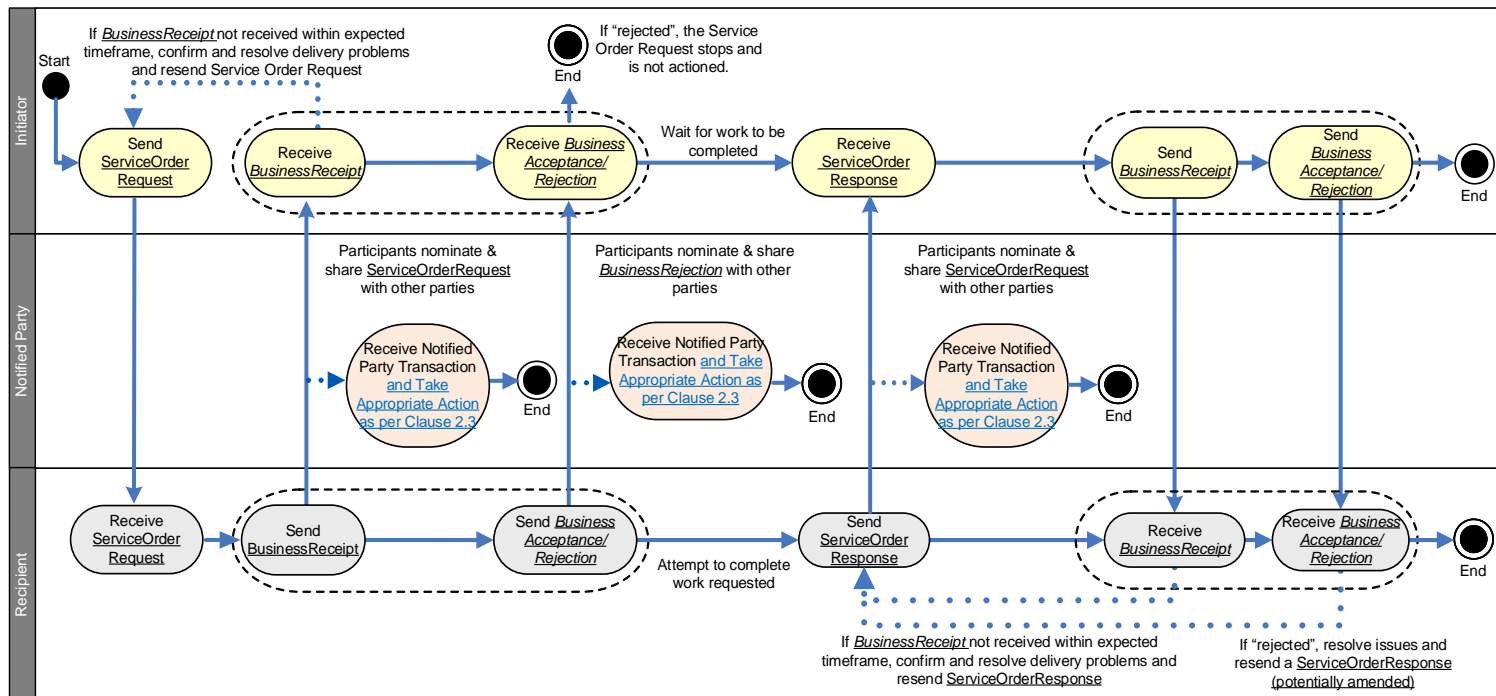 Initiator
If BusinessReceipt not received within expected
timeframe, confirm and resolve delivery problems
and resend Service Order Request
Start
If “rejected”, the Service
Order Request stops and
is not actioned.
End
Send
ServiceOrder
Request
Receive
BusinessReceipt
Receive Business
Acceptance/
Rejection
Wait for work to be
completed
Receive
ServiceOrder
Response
Send
BusinessReceipt
Send
Business
Acceptance/
Rejection
End
Notified Party
Participants nominate &
share ServiceOrderRequest
with other parties
Participants nominate & share
BusinessRejection with other
parties
Participants nominate &
share ServiceOrderRequest
with other parties
Receive Notified
Party Transaction
and Take
Appropriate Action
as per Clause 2.3
End
Receive Notified Party
Transaction and Take
Appropriate Action as
per Clause 2.3
End
Receive Notified
Party Transaction
and Take
Appropriate Action
as per Clause 2.3
End
Recipient
Receive
ServiceOrder
Request
Send
BusinessReceipt
Send Business
Acceptance/
Rejection
Attempt to complete
work requested
Send
ServiceOrder
Response
Receive
BusinessReceipt
Receive Business
Acceptance/
Rejection
End
If BusinessReceipt not received within expected
timeframe, confirm and resolve delivery problems and
resend ServiceOrderResponse
If “rejected”, resolve issues and
resend a ServiceOrderResponse
(potentially amended)